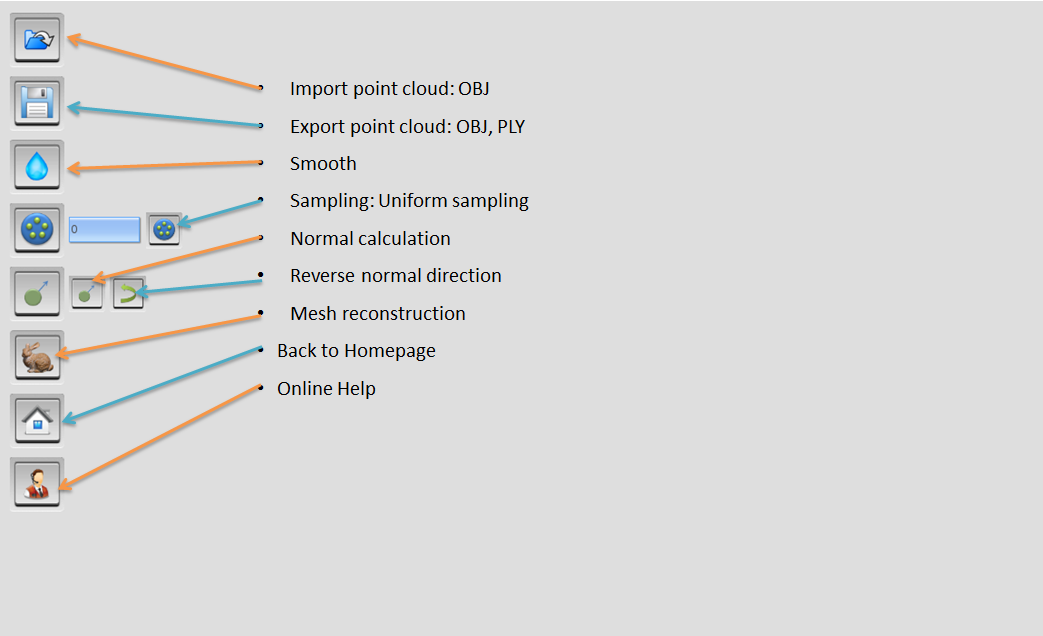 Import point cloud: OBJ
Export point cloud: OBJ, PLY
Smooth
Sampling: Uniform sampling
0
Normal calculation
Reverse normal direction
Mesh reconstruction
Back to Homepage
Online Help